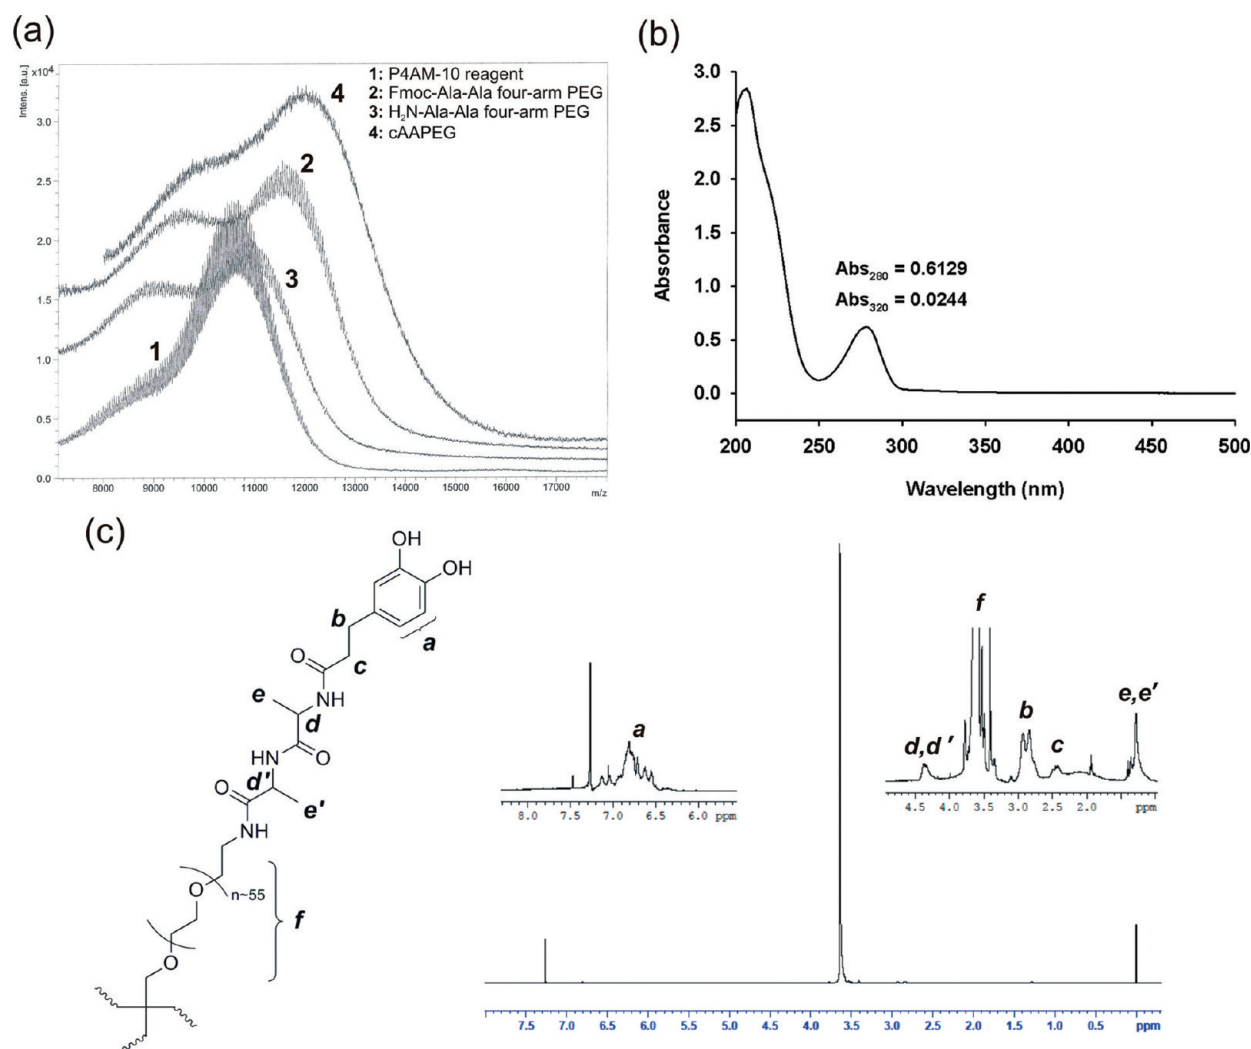 (a)
Intens. [a.u.]
x10⁴
3.0
2.5
2.0
1.5
1.0
0.5
0.0
8000 9000 10000 11000 12000 13000 14000 15000 16000 17000
m/z
1: P4AM-10 reagent
2: Fmoc-Ala-Ala four-arm PEG
3: H₂N-Ala-Ala four-arm PEG
4: cAAPEG
4
2
3
1
(b)
Absorbance
3.0
2.5
2.0
1.5
1.0
0.5
0.0
Abs₂₈₀ = 0.6129
Abs₃₂₀ = 0.0244
200 250 300 350 400 450 500
Wavelength (nm)
(c)
OH
OH
b
a
O
c
e
NH
d
O
NH
d'
O
e'
NH
O
n~55
f
O
a
8.0 7.5 7.0 6.5 6.0 ppm
f
e,e'
b
d,d'
c
4.5 4.0 3.5 3.0 2.5 2.0 ppm
7.5 7.0 6.5 6.0 5.5 5.0 4.5 4.0 3.5 3.0 2.5 2.0 1.5 1.0 0.5 ppm